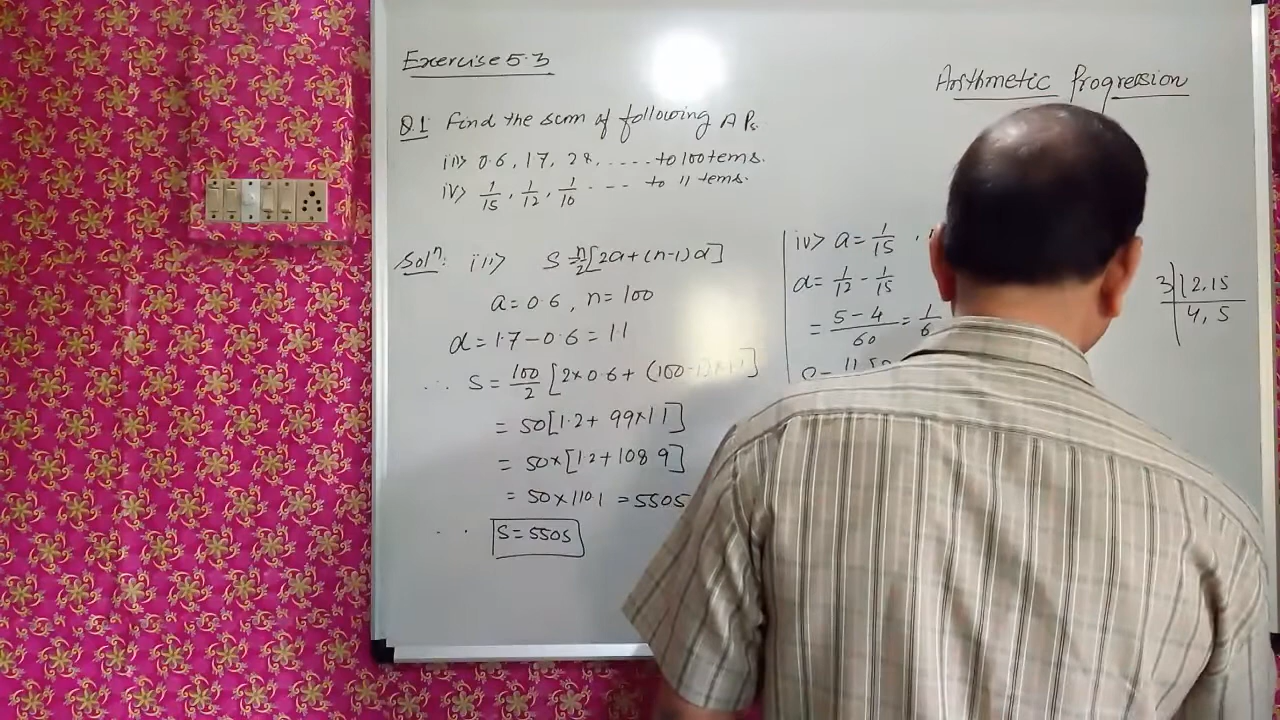 Exercise 5.3
Arithmetic Progression
Q.1 Find the sum of following A Ps.
iii> 0.6, 1.7, 2.8, ..... to 100 tems.
iv> 1/15, 1/12, 1/10 ... --- to 11 tems.
Soln: iii> S = n/2[2a+(n-1)d]
a = 0.6, n = 100
d = 1.7-0.6 = 1.1
∴ S = 100/2 [2×0.6+(100-1)×1.1]
= 50[1.2+ 99×1.1]
= 50×[1.2+108.9]
= 50×110.1 = 5505
∴ S = 5505
iv> a = 1/15,
d = 1/12 - 1/15
= 5-4/60 = 1/6
3 12, 15
4, 5